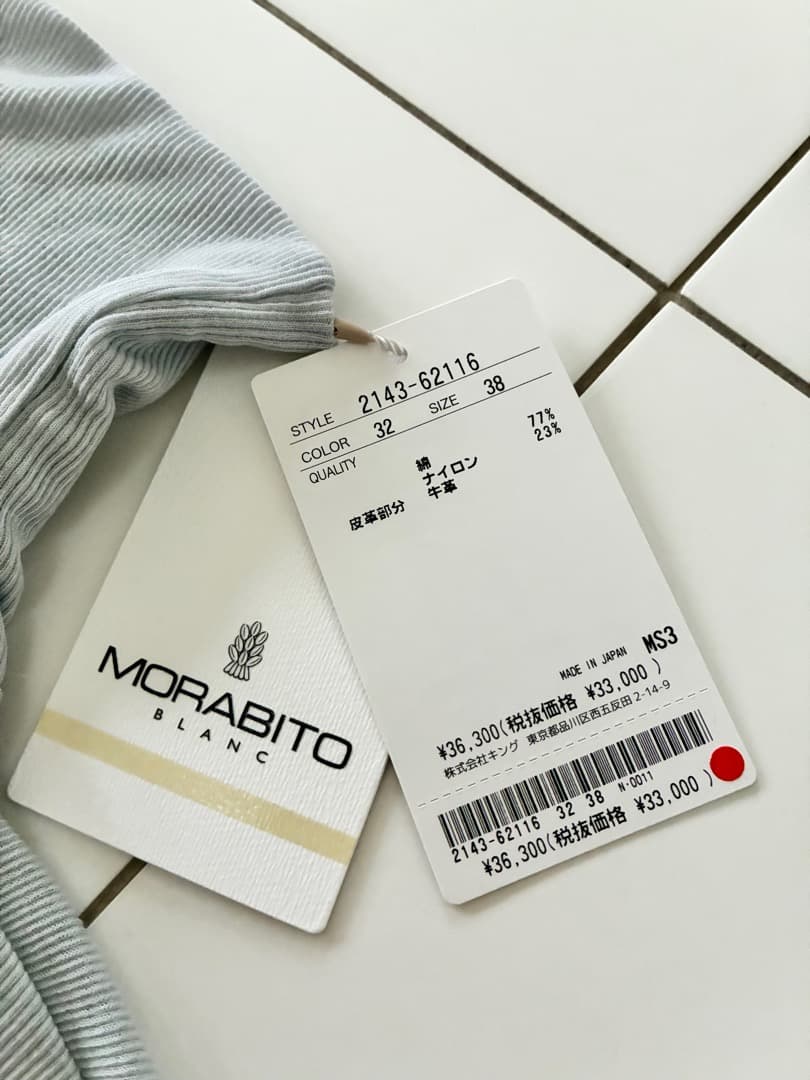 MORABITO
BLANC
STYLE 2143-62116
COLOR 32 SIZE 38
QUALITY
綿 77%
ナイロン 23%
皮革部分 牛革
MADE IN JAPAN MS3
¥36,300(税抜価格 ¥33,000 )
株式会社キング 東京都品川区西五反田2-14-9
2143-62116 32 38 N-0011
¥36,300(税抜価格 ¥33,000 )